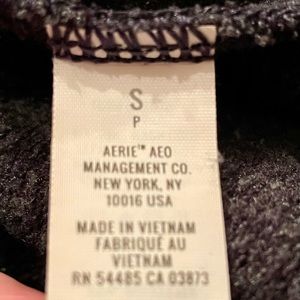 S
P
AERIE™ AEO
MANAGEMENT CO.
NEW YORK, NY
10016 USA
MADE IN VIETNAM
FABRIQUÉ AU
VIETNAM
RN 54485 CA 03873